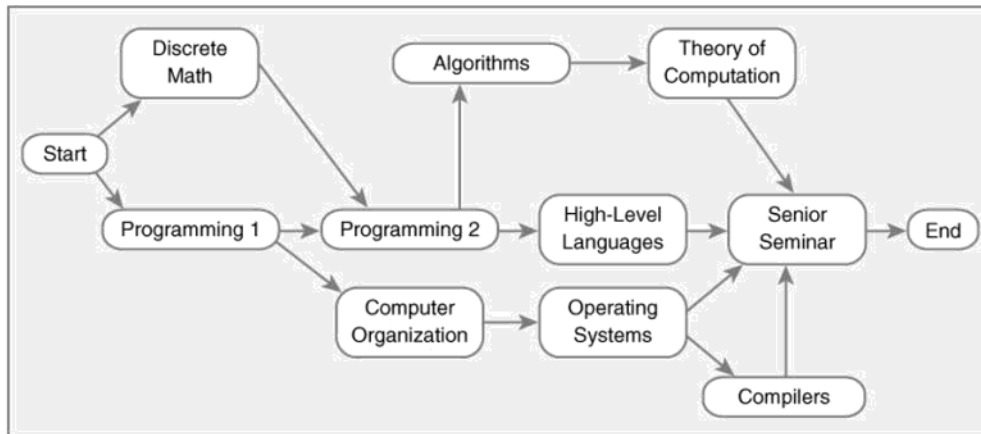 Discrete
Math
Algorithms
Theory of
Computation
Start
Programming 1
Programming 2
High-Level
Languages
Senior
Seminar
End
Computer
Organization
Operating
Systems
Compilers